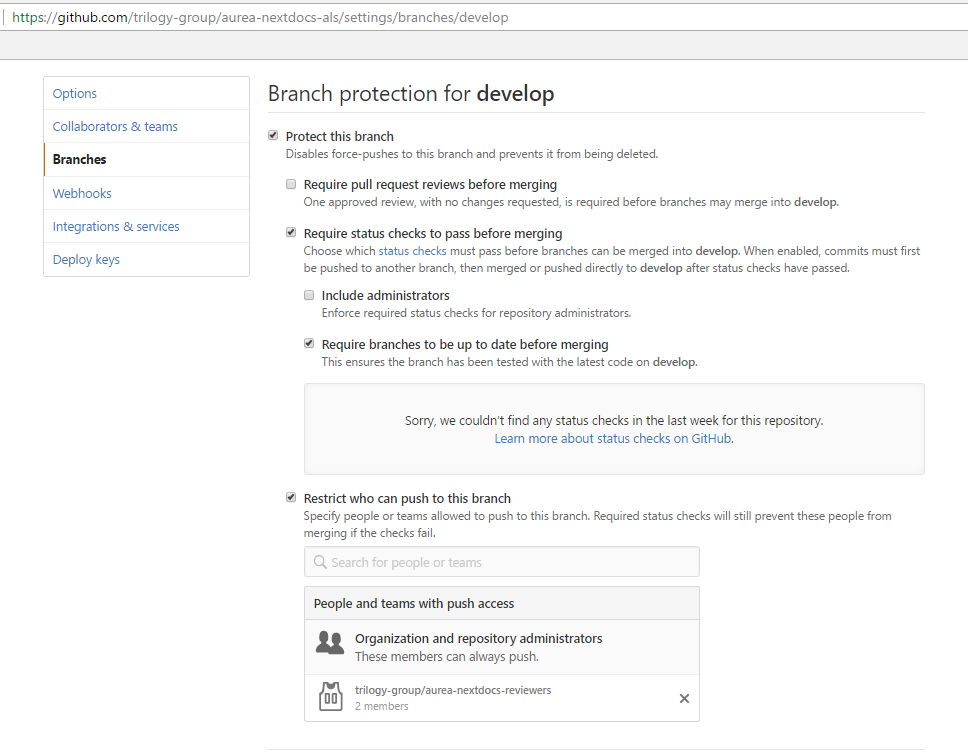 https://github.com/trilogy-group/aurea-nextdocs-als/settings/branches/develop
Options
Collaborators & teams
Branches
Webhooks
Integrations & services
Deploy keys
Branch protection for develop
Protect this branch
Disables force-pushes to this branch and prevents it from being deleted.
Require pull request reviews before merging
One approved review, with no changes requested, is required before branches may merge into develop.
Require status checks to pass before merging
Choose which status checks must pass before branches can be merged into develop. When enabled, commits must first
be pushed to another branch, then merged or pushed directly to develop after status checks have passed.
Include administrators
Enforce required status checks for repository administrators.
Require branches to be up to date before merging
This ensures the branch has been tested with the latest code on develop.
Sorry, we couldn't find any status checks in the last week for this repository.
Learn more about status checks on GitHub.
Restrict who can push to this branch
Specify people or teams allowed to push to this branch. Required status checks will still prevent these people from
merging if the checks fail.
Search for people or teams
People and teams with push access
Organization and repository administrators
These members can always push.
trilogy-group/aurea-nextdocs-reviewers
2 members